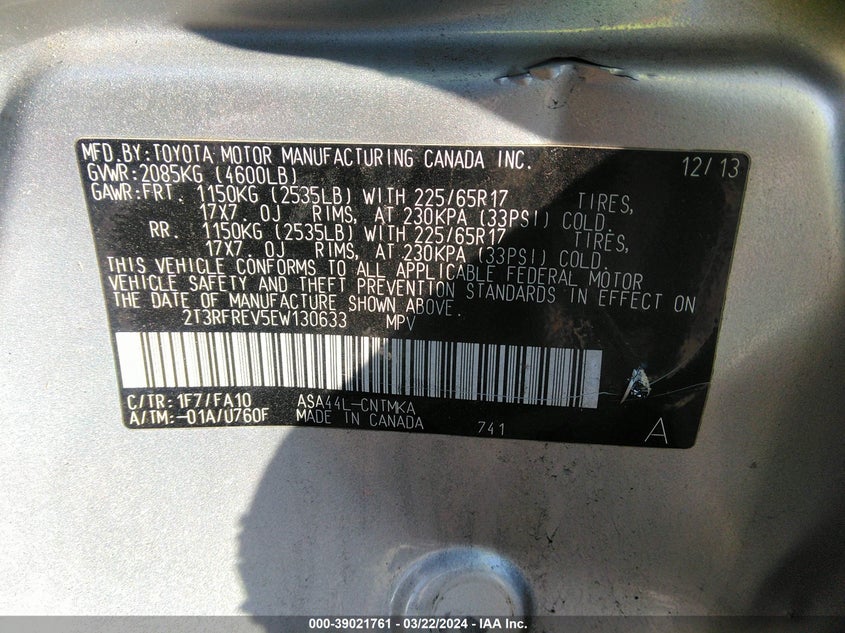 MFD.BY:TOYOTA MOTOR MANUFACTURING CANADA INC. 12/13
GVWR:2085KG (4600LB)
GAWR:FRT. 1150KG (2535LB) WITH 225/65R17 TIRES,
17X7.0J RIMS, AT 230KPA (33PSI) COLD.
RR. 1150KG (2535LB) WITH 225/65R17 TIRES,
17X7.0J RIMS, AT 230KPA (33PSI) COLD.
THIS VEHICLE CONFORMS TO ALL APPLICABLE FEDERAL MOTOR
VEHICLE SAFETY AND THEFT PREVENTION STANDARDS IN EFFECT ON
THE DATE OF MANUFACTURE SHOWN ABOVE.
2T3RFREV5EW130633 MPV
C/TR:1F7/FA10 ASA44L-CNTMKA
A/TM:-01A/U760F MADE IN CANADA 741 A
000-39021761 - 03/22/2024 - IAA Inc.